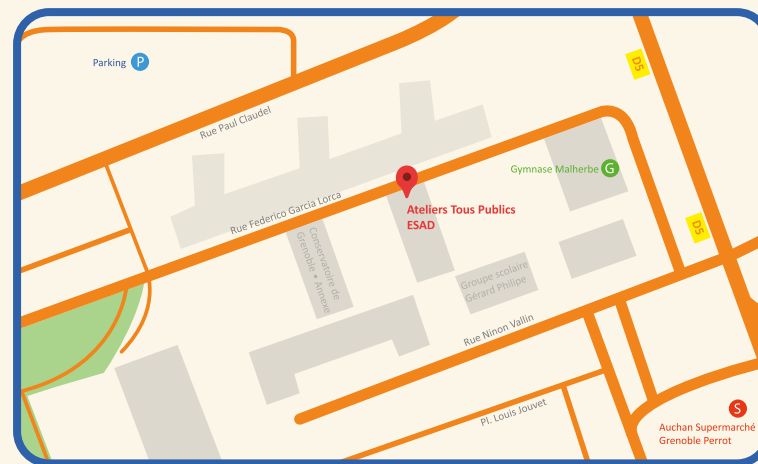 D5
Parking P
Rue Paul Claudel
Gymnase Malherbe G
Rue Federico Garcia Lorca
Ateliers Tous Publics
ESAD
D5
Conservatoire de
Grenoble • Annexe
Groupe scolaire
Gérard Philipe
Rue Ninon Vallin
Pl. Louis Jouvet
S
Auchan Supermarché
Grenoble Perrot